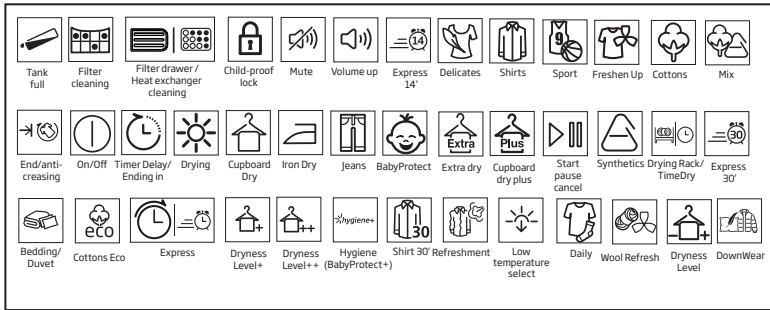 14
9
Tank full
Filter cleaning
Filter drawer / Heat exchanger cleaning
Child-proof lock
Mute
Volume up
Express 14'
Delicates
Shirts
Sport
Freshen Up
Cottons
Mix
Extra
Plus
30
End/anti-creasing
On/Off
Timer Delay/ Ending in
Drying
Cupboard Dry
Iron Dry
Jeans
BabyProtect
Extra dry
Cupboard dry plus
Start pause cancel
Synthetics
Drying Rack/ TimeDry
Express 30'
eco
+
++
hygiene+
30
- +
Bedding/ Duvet
Cottons Eco
Express
Dryness Level+
Dryness Level++
Hygiene (BabyProtect+)
Shirt 30'
Refreshment
Low temperature select
Daily
Wool Refresh
Dryness Level
DownWear